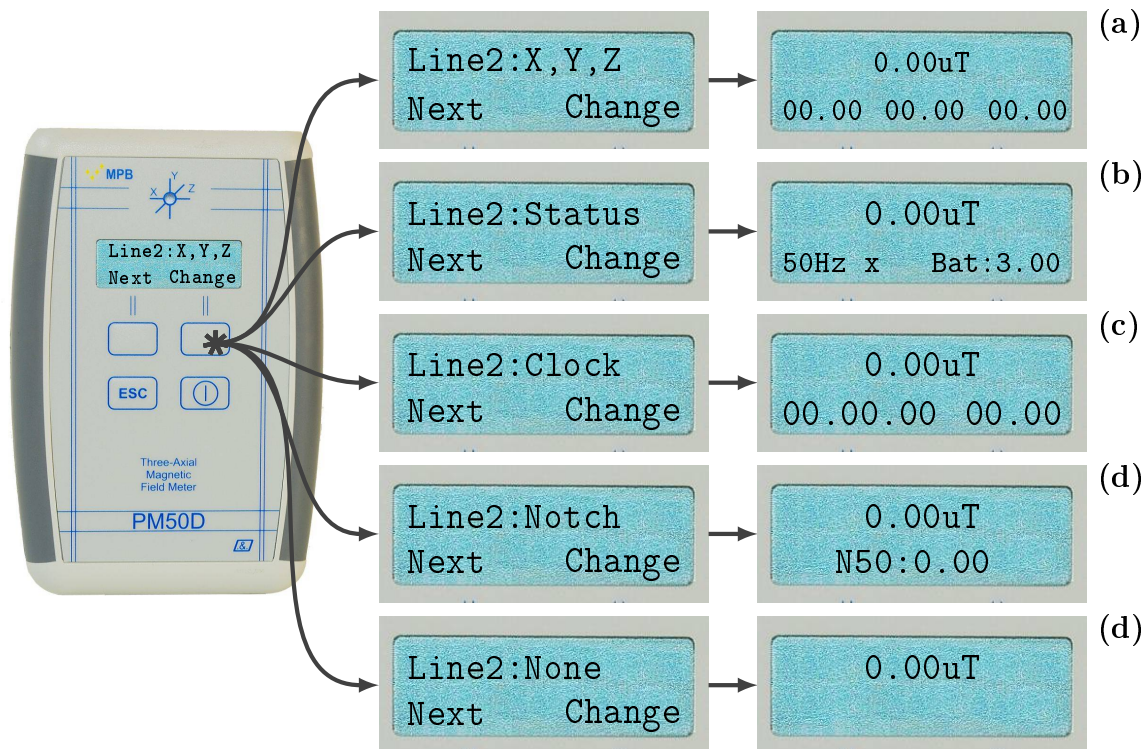 MPB
X Y Z
Line2:X,Y,Z
Next Change
ESC
Three-Axial
Magnetic
Field Meter
PM50D
&
Line2:X,Y,Z
Next Change
0.00uT
00.00 00.00 00.00
(a)
Line2:Status
Next Change
0.00uT
50Hz x Bat:3.00
(b)
Line2:Clock
Next Change
0.00uT
00.00.00 00.00
(c)
Line2:Notch
Next Change
0.00uT
N50:0.00
(d)
Line2:None
Next Change
0.00uT
(d)